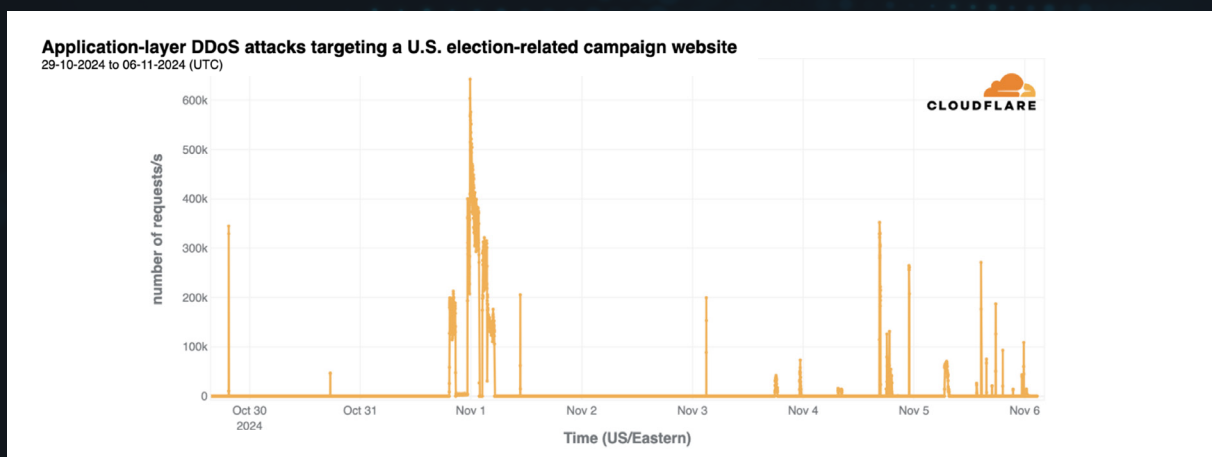 Application-layer DDoS attacks targeting a U.S. election-related campaign website
29-10-2024 to 06-11-2024 (UTC)
CLOUDFLARE
number of requests/s
600k
500k
400k
300k
200k
100k
0
Oct 30 Oct 31 Nov 1 Nov 2 Nov 3 Nov 4 Nov 5 Nov 6
2024
Time (US/Eastern)